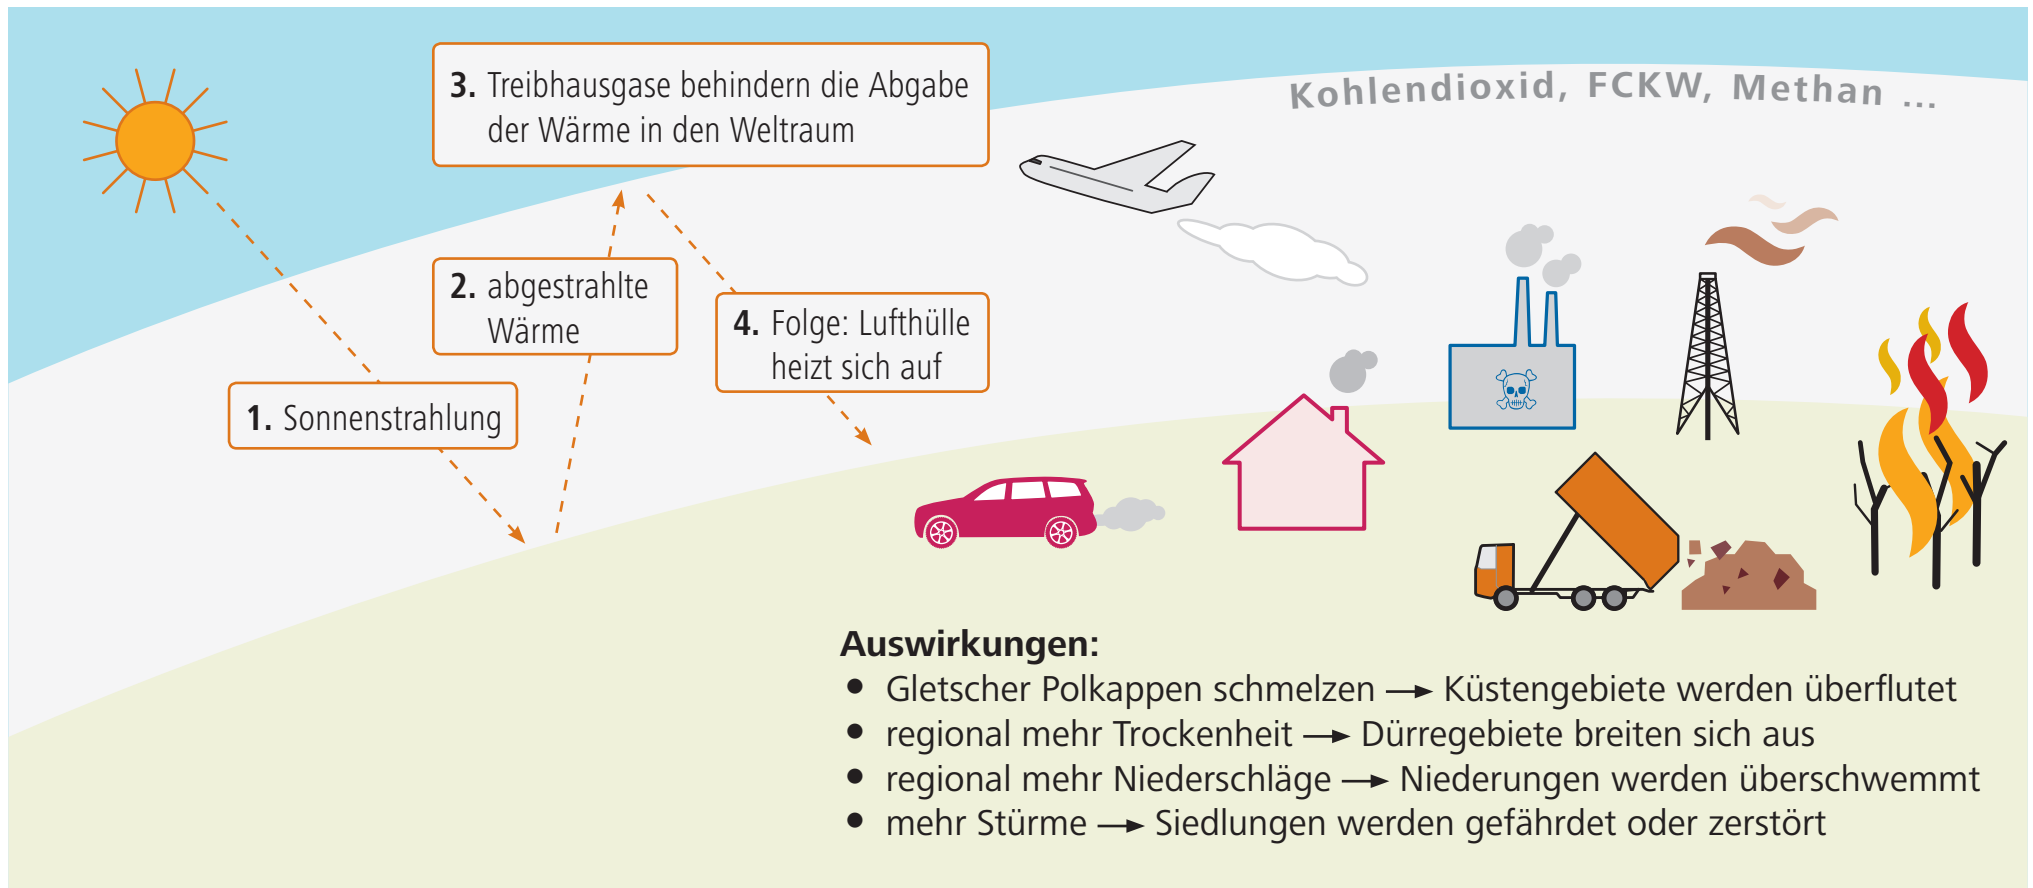 3. Treibhausgase behindern die Abgabe
der Wärme in den Weltraum
Kohlendioxid, FCKW, Methan ...
2. abgestrahlte
Wärme
4. Folge: Lufthülle
heizt sich auf
1. Sonnenstrahlung
Auswirkungen:
• Gletscher Polkappen schmelzen → Küstengebiete werden überflutet
• regional mehr Trockenheit → Dürregebiete breiten sich aus
• regional mehr Niederschläge → Niederungen werden überschwemmt
• mehr Stürme → Siedlungen werden gefährdet oder zerstört